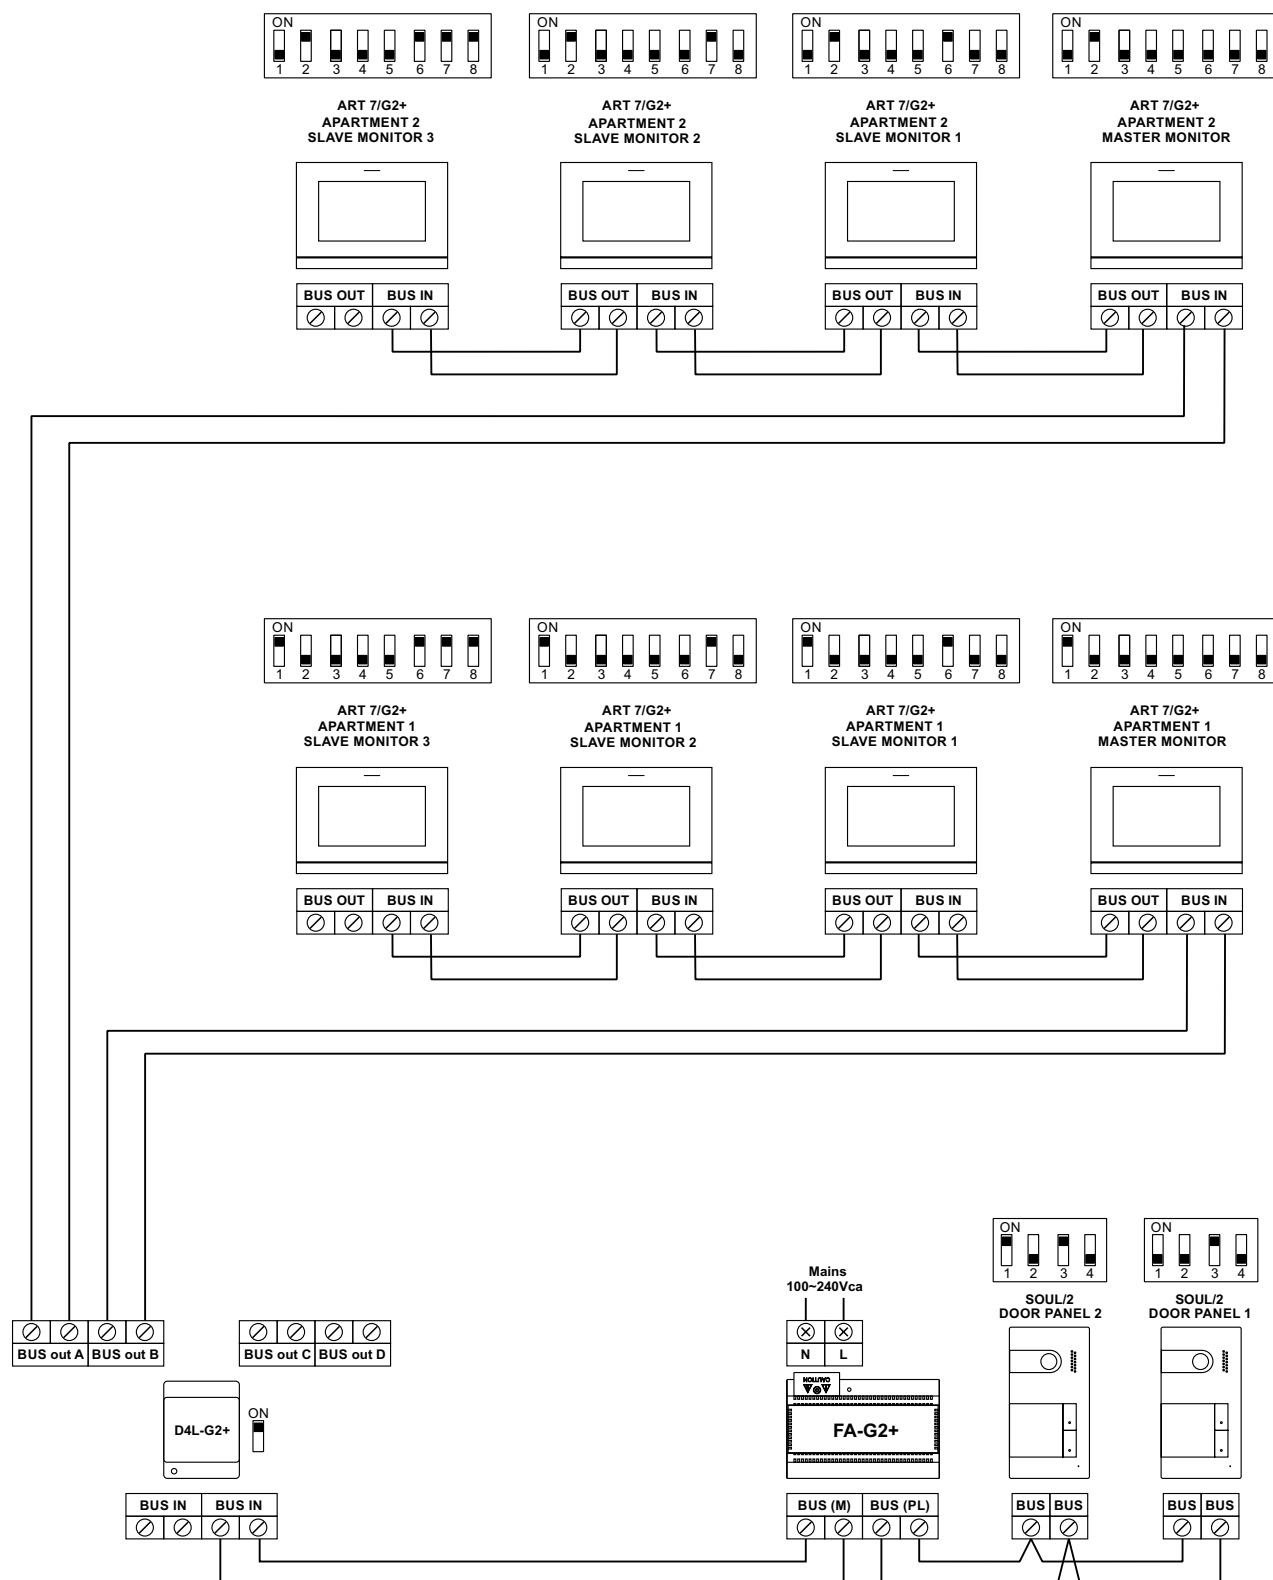 ON ON ON ON
1 2 3 4 5 6 7 8 1 2 3 4 5 6 7 8 1 2 3 4 5 6 7 8 1 2 3 4 5 6 7 8
ART 7/G2+ ART 7/G2+ ART 7/G2+ ART 7/G2+
APARTMENT 2 APARTMENT 2 APARTMENT 2 APARTMENT 2
SLAVE MONITOR 3 SLAVE MONITOR 2 SLAVE MONITOR 1 MASTER MONITOR
BUS OUT BUS IN BUS OUT BUS IN BUS OUT BUS IN BUS OUT BUS IN
ON ON ON ON
1 2 3 4 5 6 7 8 1 2 3 4 5 6 7 8 1 2 3 4 5 6 7 8 1 2 3 4 5 6 7 8
ART 7/G2+ ART 7/G2+ ART 7/G2+ ART 7/G2+
APARTMENT 1 APARTMENT 1 APARTMENT 1 APARTMENT 1
SLAVE MONITOR 3 SLAVE MONITOR 2 SLAVE MONITOR 1 MASTER MONITOR
BUS OUT BUS IN BUS OUT BUS IN BUS OUT BUS IN BUS OUT BUS IN
ON ON
1 2 3 4 1 2 3 4
Mains
100~240Vca
SOUL/2 SOUL/2
DOOR PANEL 2 DOOR PANEL 1
BUS out A BUS out B BUS out C BUS out D N L
CAUTION
ON
D4L-G2+ FA-G2+
BUS IN BUS IN BUS (M) BUS (PL) BUS BUS BUS BUS